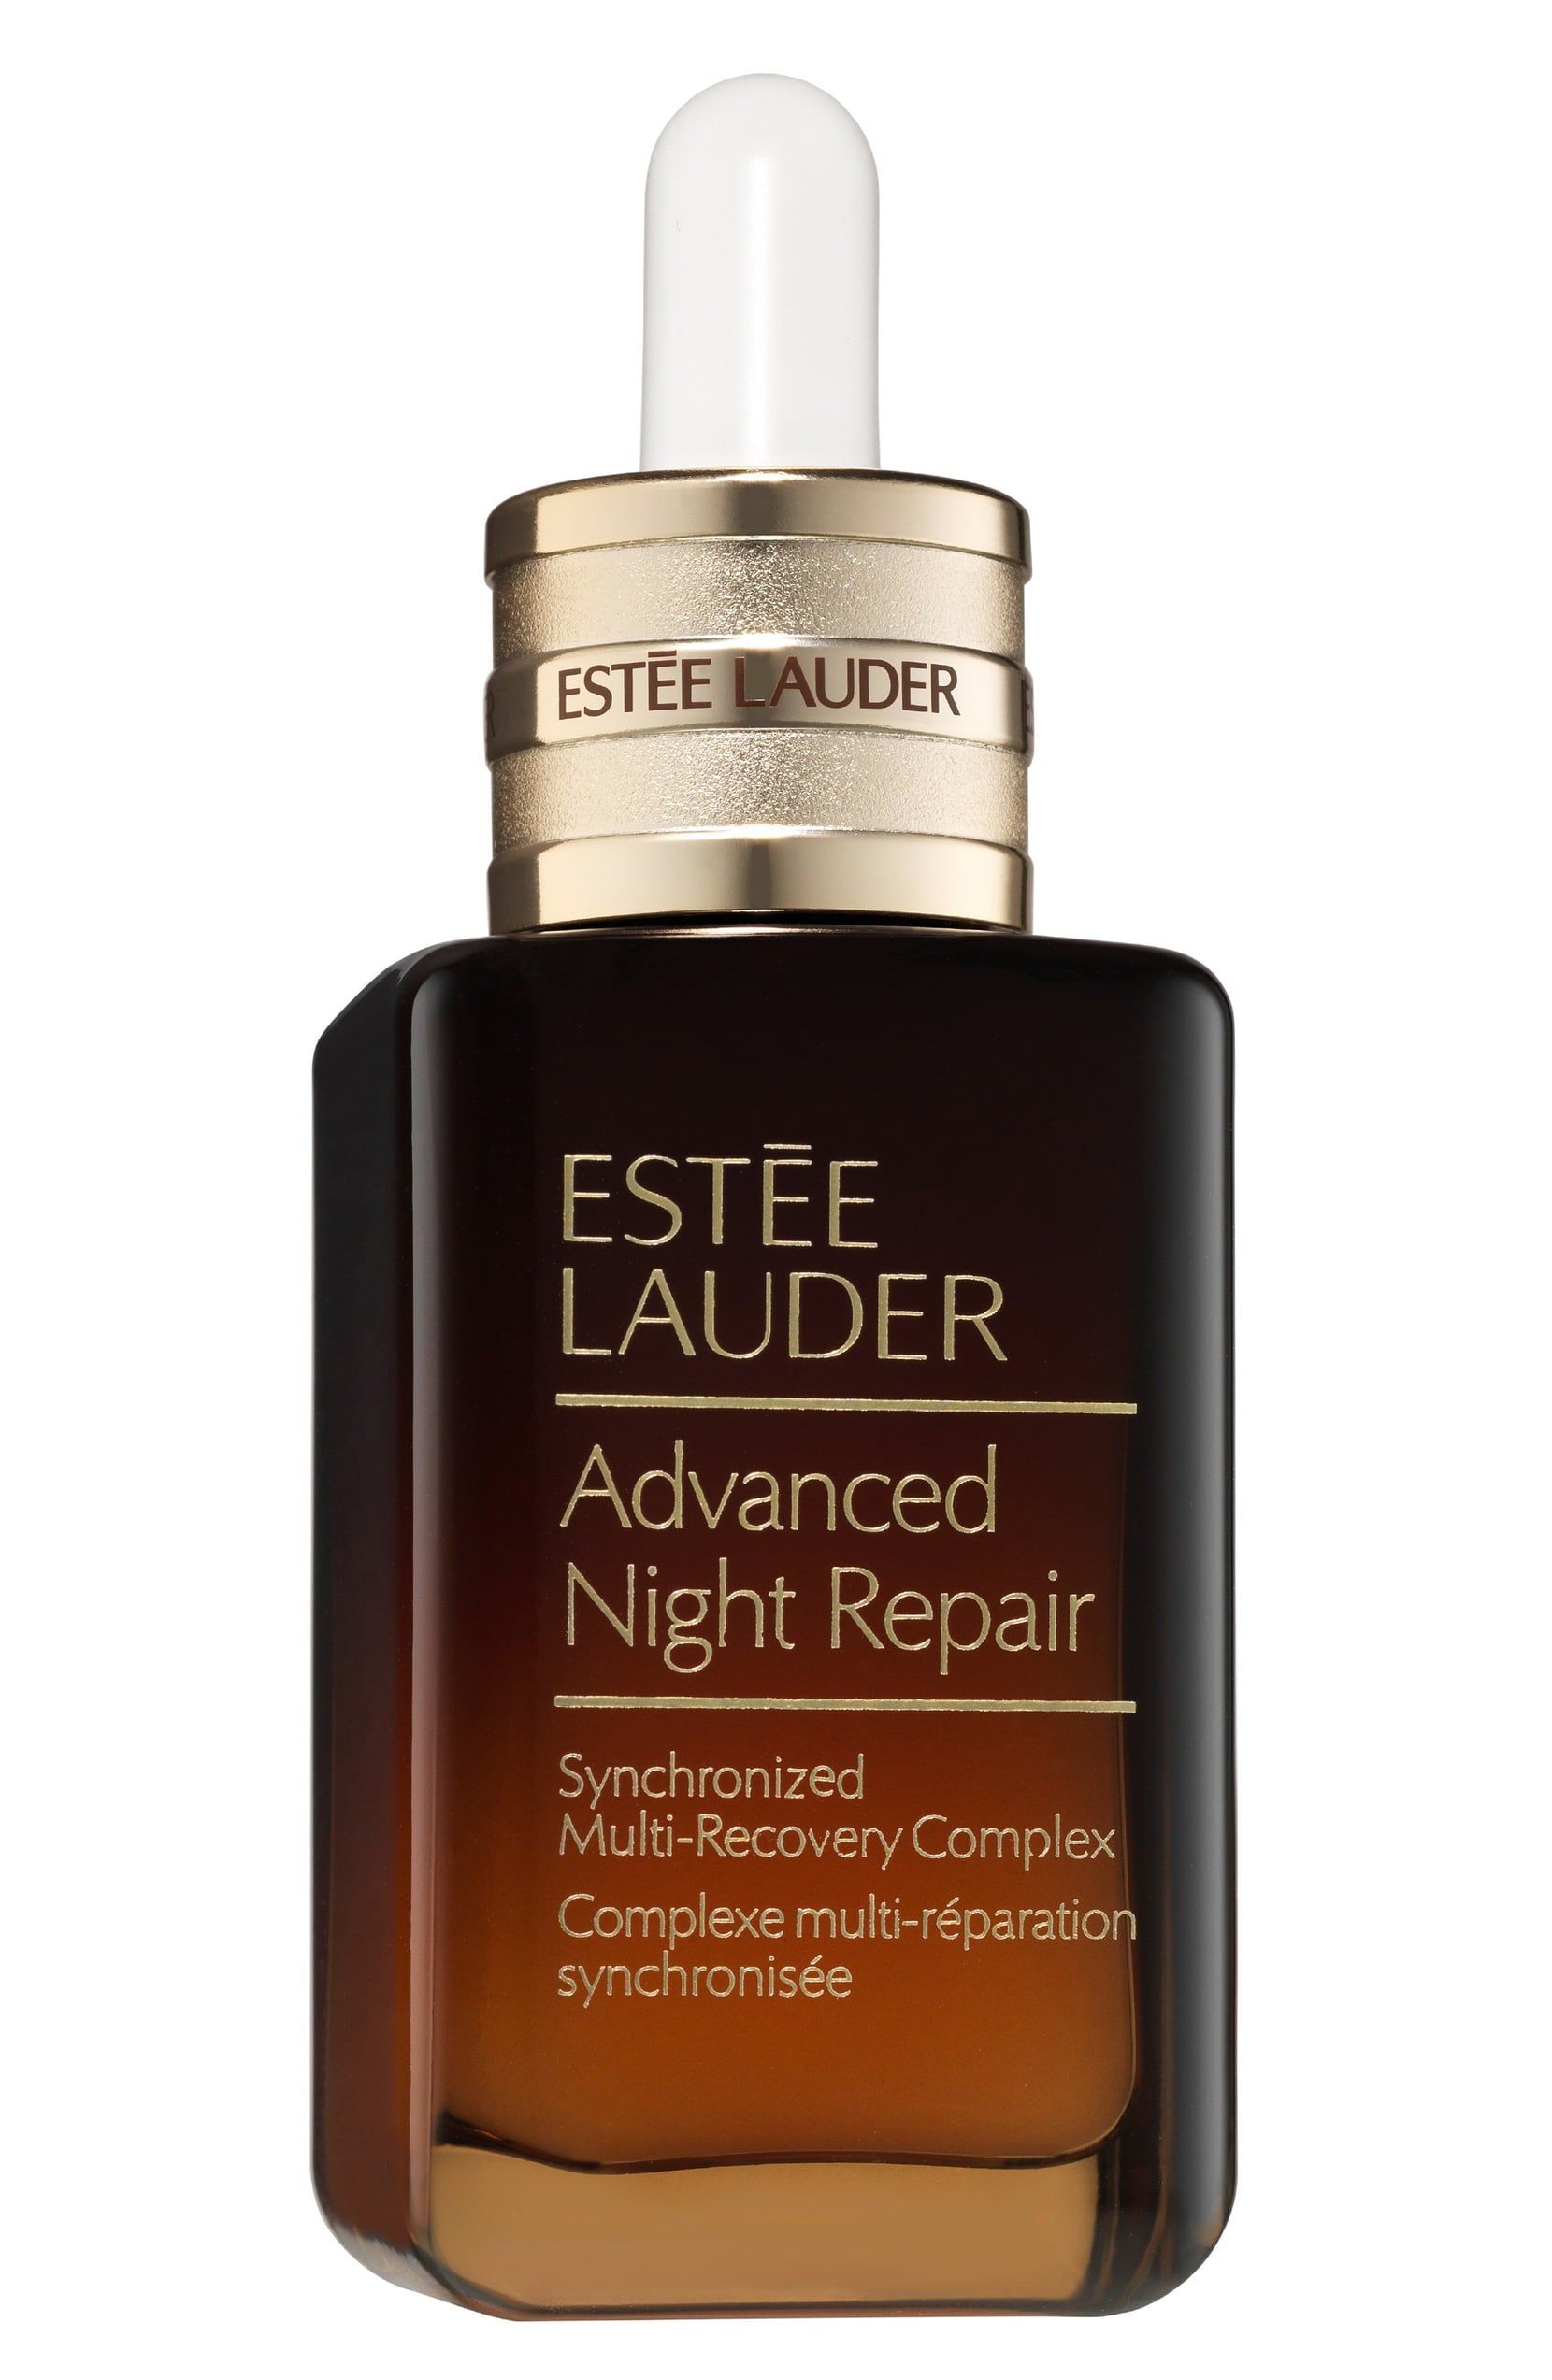 ESTĒE LAUDER
ESTĒE
LAUDER
Advanced
Night Repair
Synchronized
Multi-Recovery Complex
Complexe multi-réparation
synchronisée